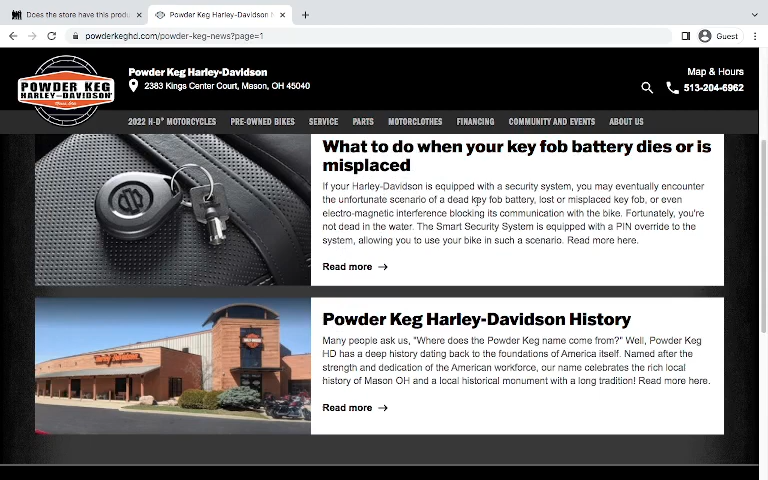 Does the store have this produ
Powder Keg Harley-Davidson
powderkeghd.com/powder-keg-news?page=1
Guest
POWDER KEG
HARLEY-DAVIDSON
Powder Keg Harley-Davidson
2383 Kings Center Court, Mason, OH 45040
Map & Hours
513-204-6962
2022 H-D® MOTORCYCLES PRE-OWNED BIKES SERVICE PARTS MOTORCLOTHES FINANCING COMMUNITY AND EVENTS ABOUT US
What to do when your key fob battery dies or is
misplaced
If your Harley-Davidson is equipped with a security system, you may eventually encounter
the unfortunate scenario of a dead key fob battery, lost or misplaced key fob, or even
electro-magnetic interference blocking its communication with the bike. Fortunately, you're
not dead in the water. The Smart Security System is equipped with a PIN override to the
system, allowing you to use your bike in such a scenario. Read more here.
Read more
Powder Keg Harley-Davidson History
Many people ask us, "Where does the Powder Keg name come from?" Well, Powder Keg
HD has a deep history dating back to the foundations of America itself. Named after the
strength and dedication of the American workforce, our name celebrates the rich local
history of Mason OH and a local historical monument with a long tradition! Read more here.
Read more